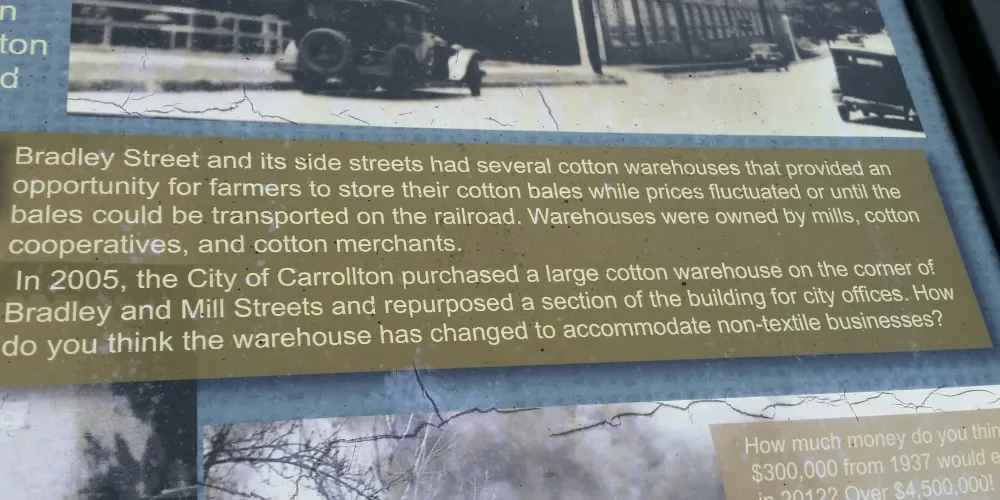 n
ton
d
Bradley Street and its side streets had several cotton warehouses that provided an
opportunity for farmers to store their cotton bales while prices fluctuated or until the
bales could be transported on the railroad. Warehouses were owned by mills, cotton
cooperatives, and cotton merchants.
In 2005, the City of Carrollton purchased a large cotton warehouse on the corner of
Bradley and Mill Streets and repurposed a section of the building for city offices. How
do you think the warehouse has changed to accommodate non-textile businesses?
How much money do you thin
$300,000 from 1937 would e
in 2012? Over $4,500,000!